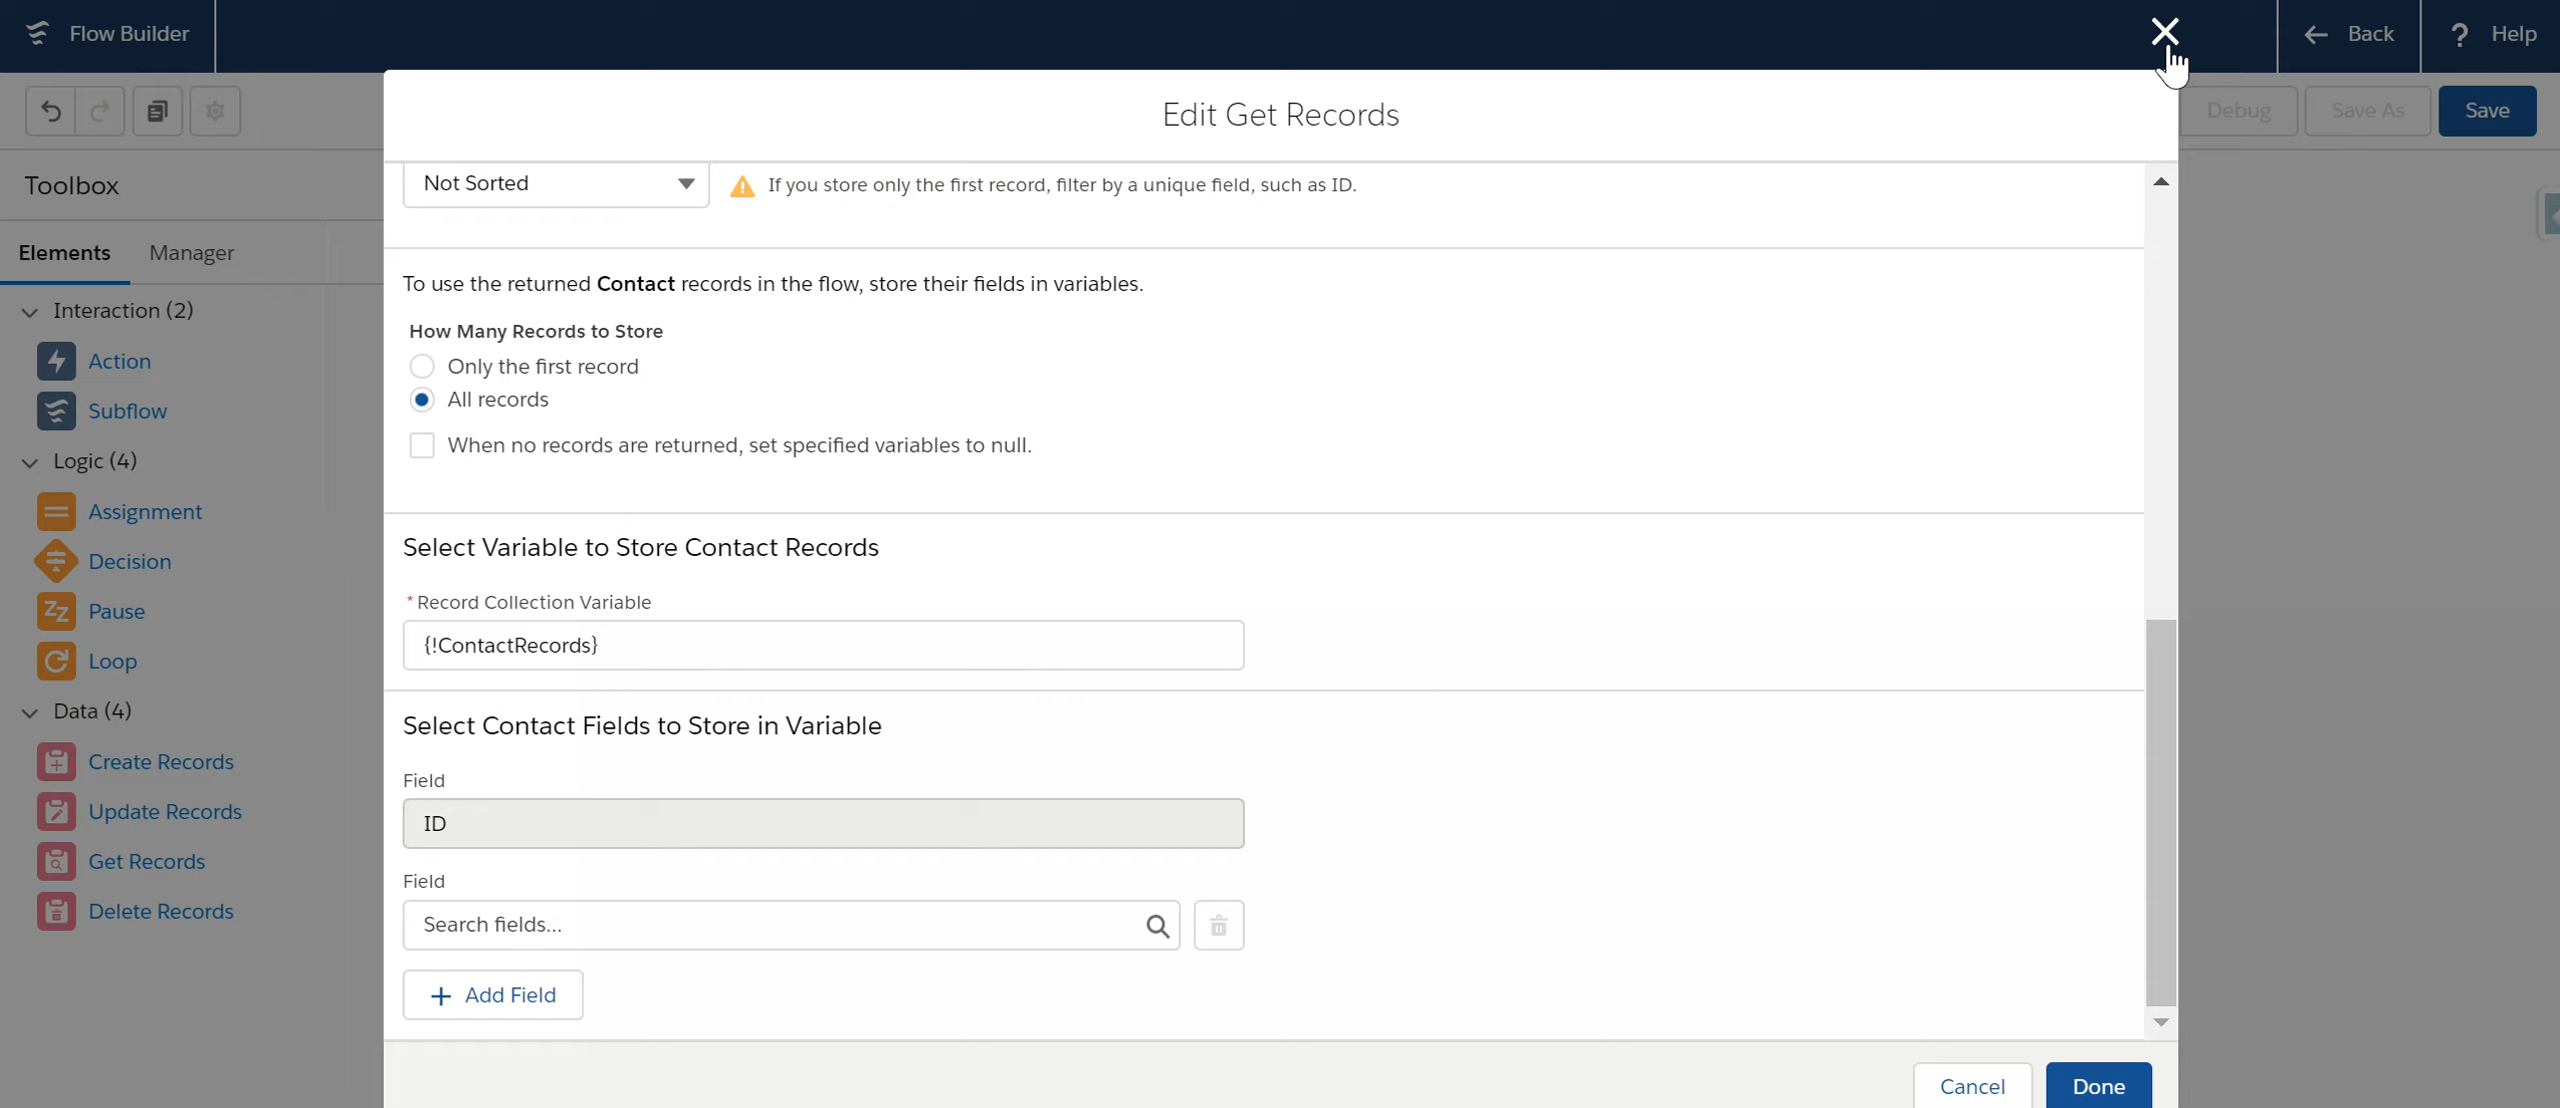 Flow Builder
Back
? Help
Debug
Save As
Save
Toolbox
Elements
Manager
Interaction (2)
Action
Subflow
Logic (4)
Assignment
Decision
Pause
Loop
Data (4)
Create Records
Update Records
Get Records
Delete Records
Edit Get Records
Not Sorted
If you store only the first record, filter by a unique field, such as ID.
To use the returned Contact records in the flow, store their fields in variables.
How Many Records to Store
Only the first record
All records
When no records are returned, set specified variables to null.
Select Variable to Store Contact Records
* Record Collection Variable
{!ContactRecords}
Select Contact Fields to Store in Variable
Field
ID
Field
Search fields...
+ Add Field
Cancel
Done